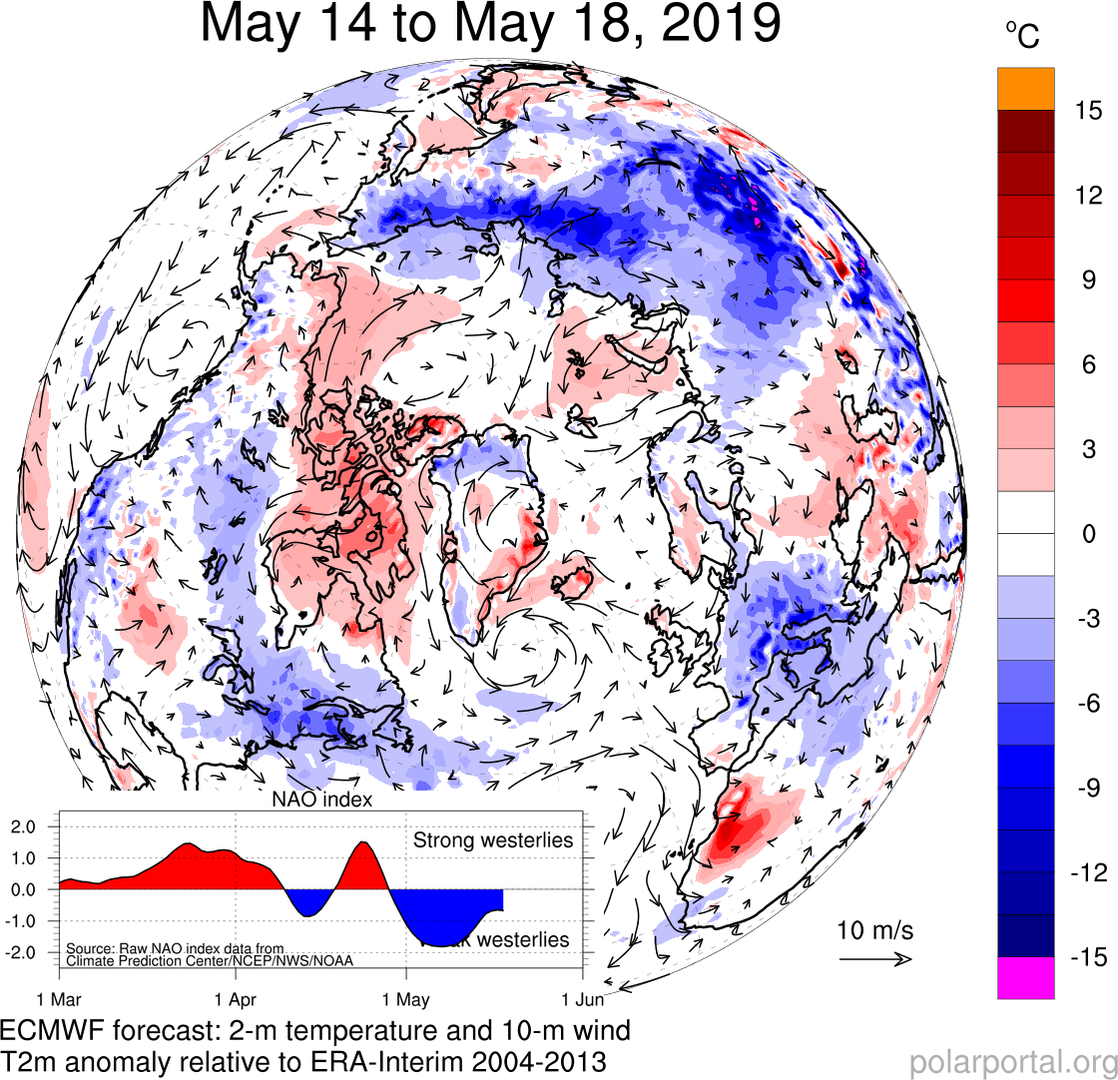 May 14 to May 18, 2019
°C
15
12
9
6
3
0
-3
-6
-9
-12
-15
10 m/s
NAO index
2.0
1.0
0.0
-1.0
-2.0
Strong westerlies
westerlies
Source: Raw NAO index data from
Climate Prediction Center/NCEP/NWS/NOAA
1 Mar
1 Apr
1 May
1 Jun
ECMWF forecast: 2-m temperature and 10-m wind
T2m anomaly relative to ERA-Interim 2004-2013
polarportal.org